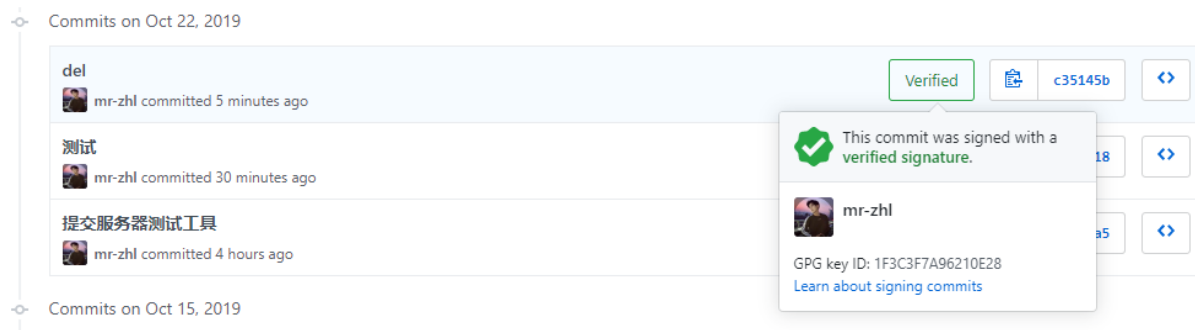 Commits on Oct 22, 2019
del
Verified
c35145b
mr-zhl committed 5 minutes ago
This commit was signed with a
verified signature.
测试
18
mr-zhl committed 30 minutes ago
mr-zhl
提交服务器测试工具
a5
mr-zhl committed 4 hours ago
GPG key ID: 1F3C3F7A96210E28
Learn about signing commits
Commits on Oct 15, 2019